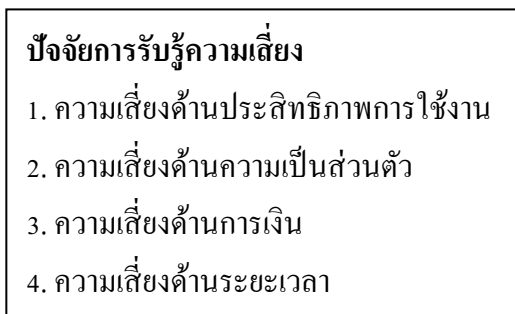 ปัจจัยการรับรู้ความเสี่ยง
1. ความเสี่ยงด้านประสิทธิภาพการใช้งาน
2. ความเสี่ยงด้านความเป็นส่วนตัว
3. ความเสี่ยงด้านการเงิน
4. ความเสี่ยงด้านระยะเวลา